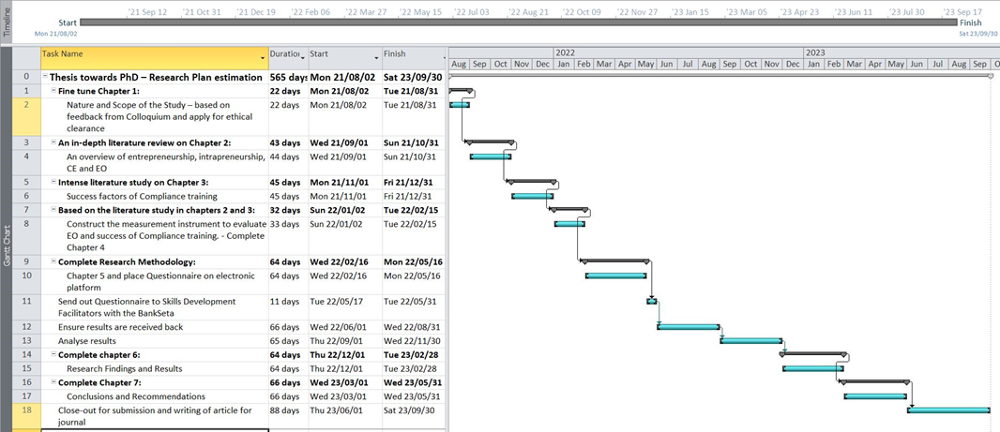 Timeline
'21 Sep 12 '21 Oct 31 '21 Dec 19 '22 Feb 06 '22 Mar 27 '22 May 15 '22 Jul 03 '22 Aug 21 '22 Oct 09 '22 Nov 27 '23 Jan 15 '23 Mar 05 '23 Apr 23 '23 Jun 11 '23 Jul 30 '23 Sep 17
Start Finish
Mon 21/08/02 Sat 23/09/30
Gantt Chart
Task Name Duration Start Finish
2022 2023
Aug Sep Oct Nov Dec Jan Feb Mar Apr May Jun Jul Aug Sep Oct Nov Dec Jan Feb Mar Apr May Jun Jul Aug Sep O
0 Thesis towards PhD – Research Plan estimation 565 days Mon 21/08/02 Sat 23/09/30
1 Fine tune Chapter 1: 22 days Mon 21/08/02 Tue 21/08/31
2 Nature and Scope of the Study – based on 22 days Mon 21/08/02 Tue 21/08/31
feedback from Colloquium and apply for ethical
clearance
3 An in-depth literature review on Chapter 2: 43 days Wed 21/09/01 Sun 21/10/31
4 An overview of entrepreneurship, intrapreneurship, 44 days Wed 21/09/01 Sun 21/10/31
CE and EO
5 Intense literature study on Chapter 3: 45 days Mon 21/11/01 Fri 21/12/31
6 Success factors of Compliance training 45 days Mon 21/11/01 Fri 21/12/31
7 Based on the literature study in chapters 2 and 3: 32 days Sun 22/01/02 Tue 22/02/15
8 Construct the measurement instrument to evaluate 33 days Sun 22/01/02 Tue 22/02/15
EO and success of Compliance training. - Complete
Chapter 4
9 Complete Research Methodology: 64 days Wed 22/02/16 Mon 22/05/16
10 Chapter 5 and place Questionnaire on electronic 64 days Wed 22/02/16 Mon 22/05/16
platform
11 Send out Questionnaire to Skills Development 11 days Tue 22/05/17 Tue 22/05/31
Facilitators with the BankSeta
12 Ensure results are received back 66 days Wed 22/06/01 Wed 22/08/31
13 Analyse results 65 days Thu 22/09/01 Wed 22/11/30
14 Complete chapter 6: 64 days Thu 22/12/01 Tue 23/02/28
15 Research Findings and Results 64 days Thu 22/12/01 Tue 23/02/28
16 Complete Chapter 7: 66 days Wed 23/03/01 Wed 23/05/31
17 Conclusions and Recommendations 66 days Wed 23/03/01 Wed 23/05/31
18 Close-out for submission and writing of article for 88 days Thu 23/06/01 Sat 23/09/30
journal